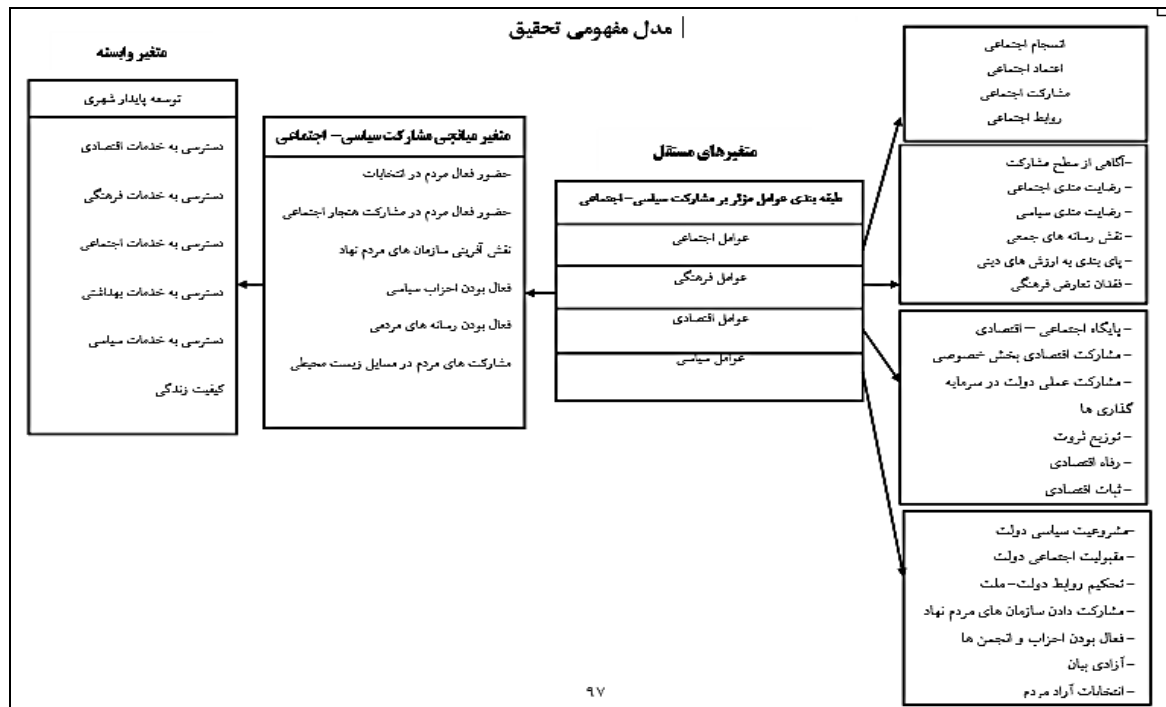 مدل مفهومی تحقیق
انسجام اجتماعی
اعتماد اجتماعی
مشارکت اجتماعی
روابط اجتماعی
-آگاهی از سطح مشارکت
- رضایت مندی اجتماعی
- رضایت مندی سیاسی
- نقش رسانه های جمعی
- پای بندی به ارزش های دینی
- فقدان تعارض فرهنگی
- پایگاه اجتماعی – اقتصادی
- مشارکت اقتصادی بخش خصوصی
- مشارکت عملی دولت در سرمایه
گذاری ها
- توزیع ثروت
- رفاه اقتصادی
- ثبات اقتصادی
-مشروعیت سیاسی دولت
- مقبولیت اجتماعی دولت
- تحکیم روابط دولت- ملت
- مشارکت دادن سازمان های مردم نهاد
- فعال بودن احزاب و انجمن ها
- آزادی بیان
- انتخابات آزاد مردم
متغیرهای مستقل
طبقه بندی عوامل مؤثر بر مشارکت سیاسی- اجتماعی
عوامل اجتماعی
عوامل فرهنگی
عوامل اقتصادی
عوامل سیاسی
متغیر میانجی مشارکت سیاسی- اجتماعی
حضور فعال مردم در انتخابات
حضور فعال مردم در مشارکت هنجار اجتماعی
نقش آفرینی سازمان های مردم نهاد
فعال بودن احزاب سیاسی
فعال بودن رسانه های مردمی
مشارکت های مردم در مسایل زیست محیطی
متغیر وابسته
توسعه پایدار شهری
دسترسی به خدمات اقتصادی
دسترسی به خدمات فرهنگی
دسترسی به خدمات اجتماعی
دسترسی به خدمات بهداشتی
دسترسی به خدمات سیاسی
کیفیت زندگی
۹۷